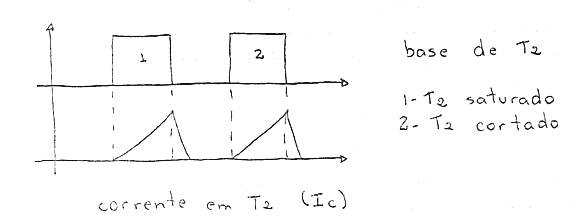 1
2
base de T2
1- T2 saturado
2- T2 cortado
corrente em T2 (Ic)